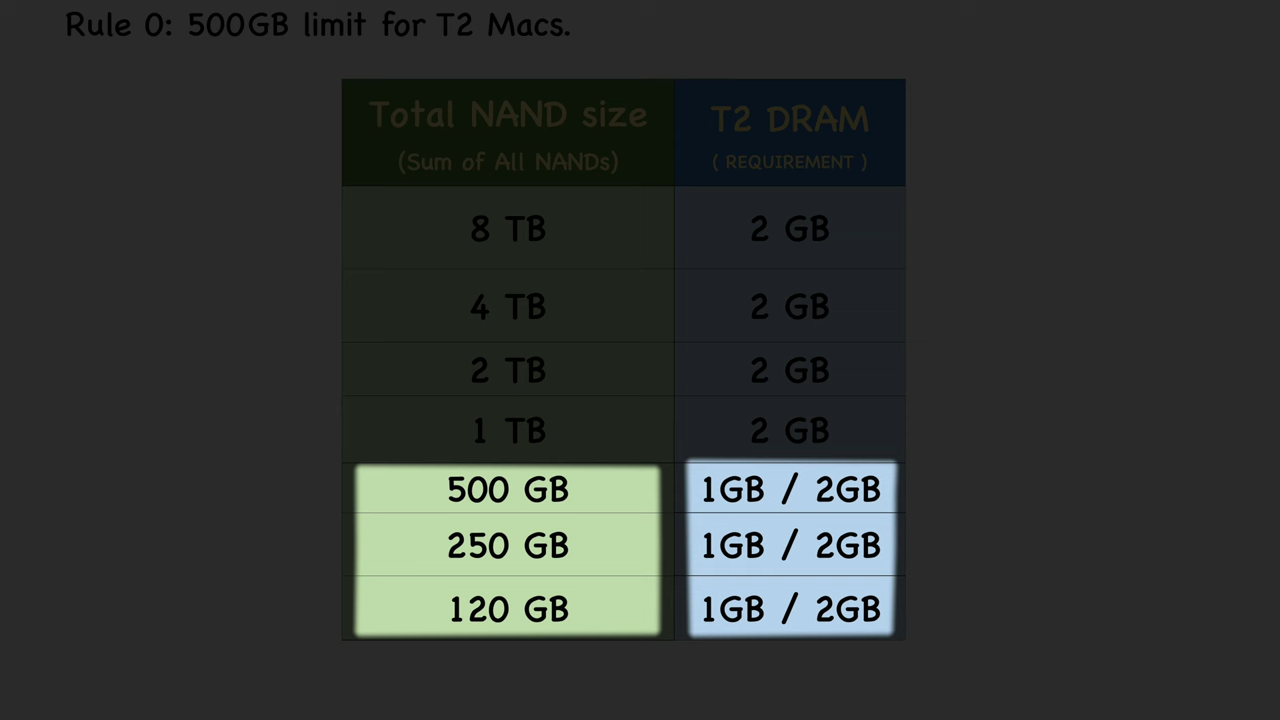 Rule 0: 500GB limit for T2 Macs.
Total NAND size T2 DRAM
(Sum of All NANDs) ( REQUIREMENT )
8 TB 2 GB
4 TB 2 GB
2 TB 2 GB
1 TB 2 GB
500 GB 1GB / 2GB
250 GB 1GB / 2GB
120 GB 1GB / 2GB